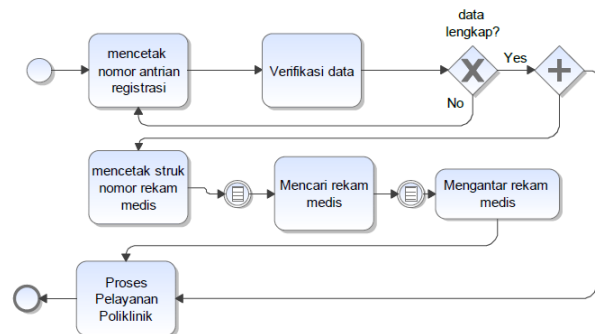 data
lengkap?
mencetak
nomor antrian
registrasi
Verifikasi data
Yes
No
mencetak struk
nomor rekam
medis
Mencari rekam
medis
Mengantar rekam
medis
Proses
Pelayanan
Poliklinik